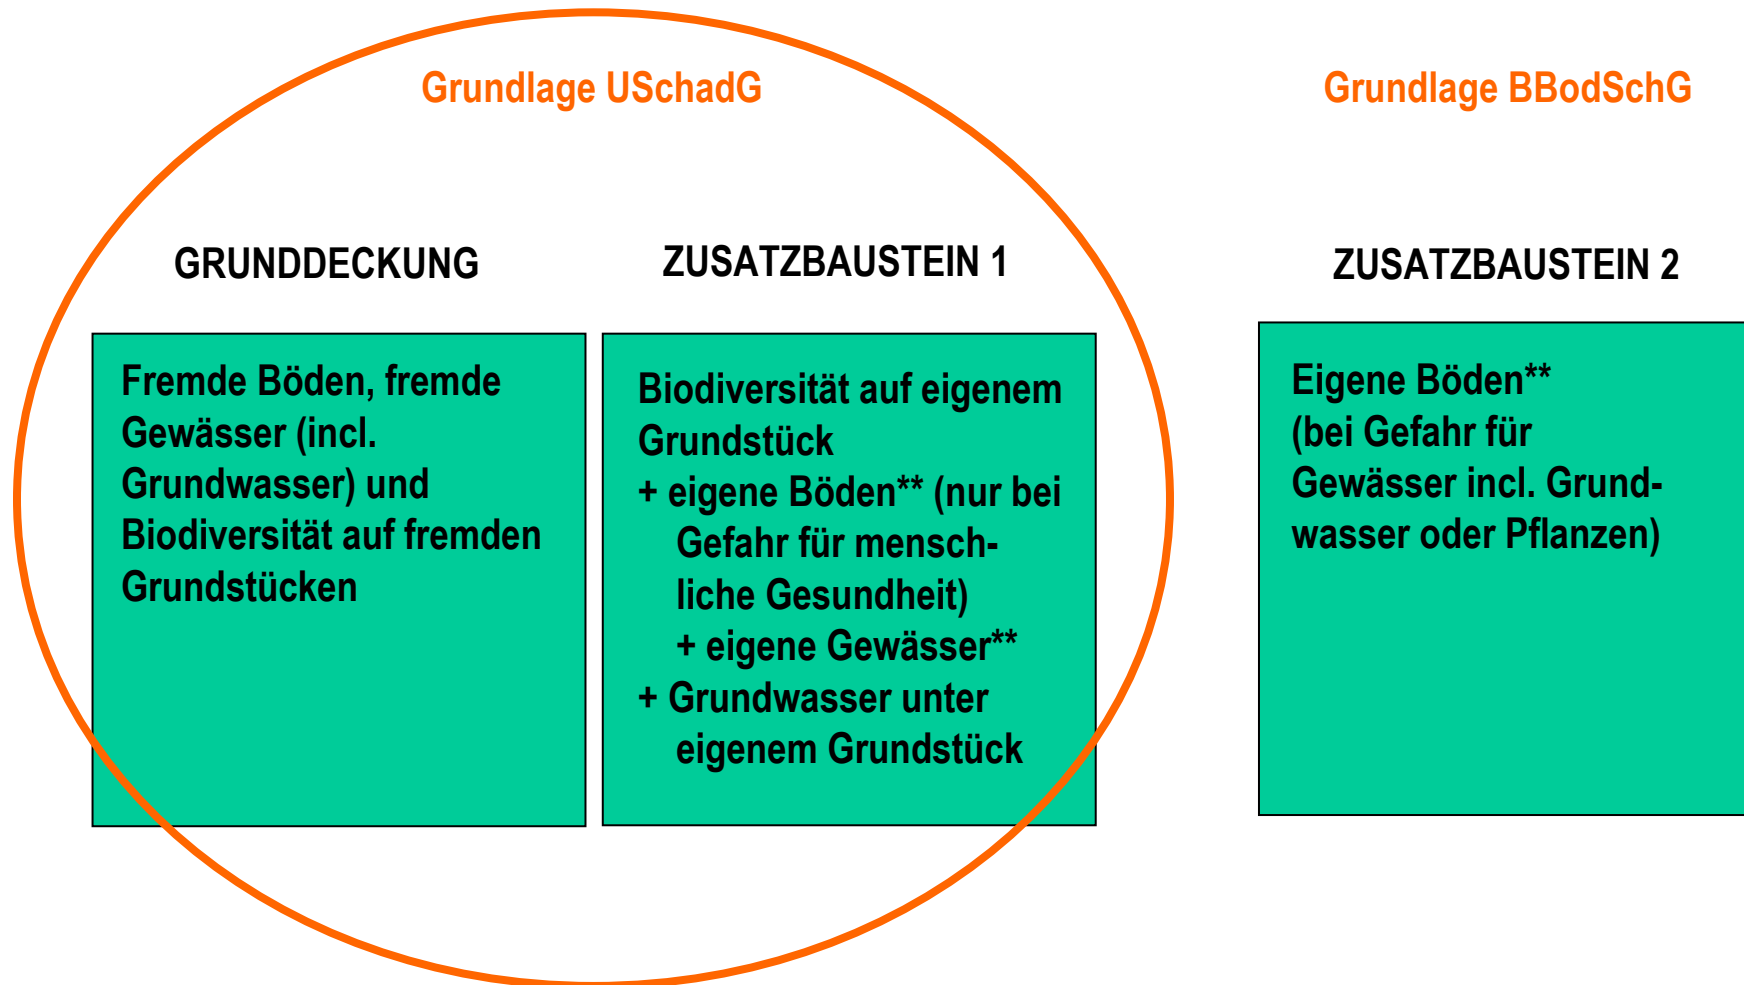 Grundlage USchadG
Grundlage BBodSchG
GRUNDDECKUNG
Fremde Böden, fremde
Gewässer (incl.
Grundwasser) und
Biodiversität auf fremden
Grundstücken
ZUSATZBAUSTEIN 1
Biodiversität auf eigenem
Grundstück
+ eigene Böden** (nur bei
Gefahr für mensch-
liche Gesundheit)
+ eigene Gewässer**
+ Grundwasser unter
eigenem Grundstück
ZUSATZBAUSTEIN 2
Eigene Böden**
(bei Gefahr für
Gewässer incl. Grund-
wasser oder Pflanzen)